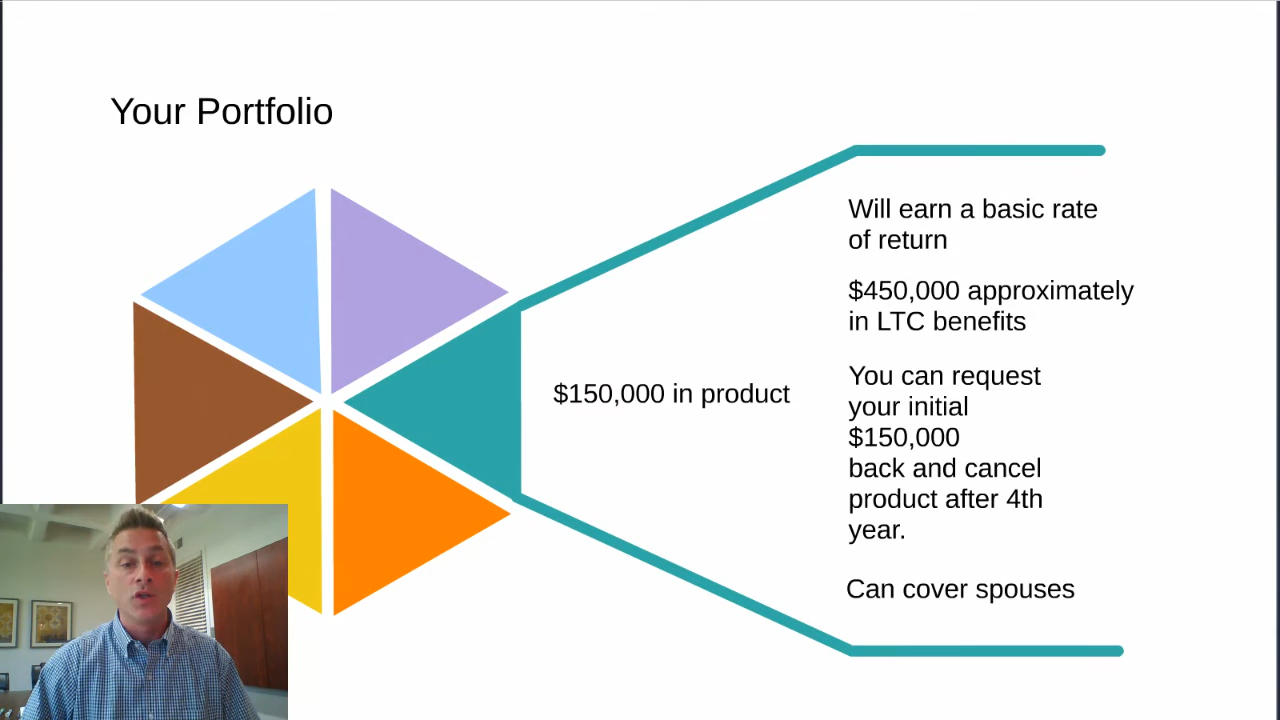 Your Portfolio
Will earn a basic rate
of return
$450,000 approximately
in LTC benefits
$150,000 in product
You can request
your initial
$150,000
back and cancel
product after 4th
year.
Can cover spouses